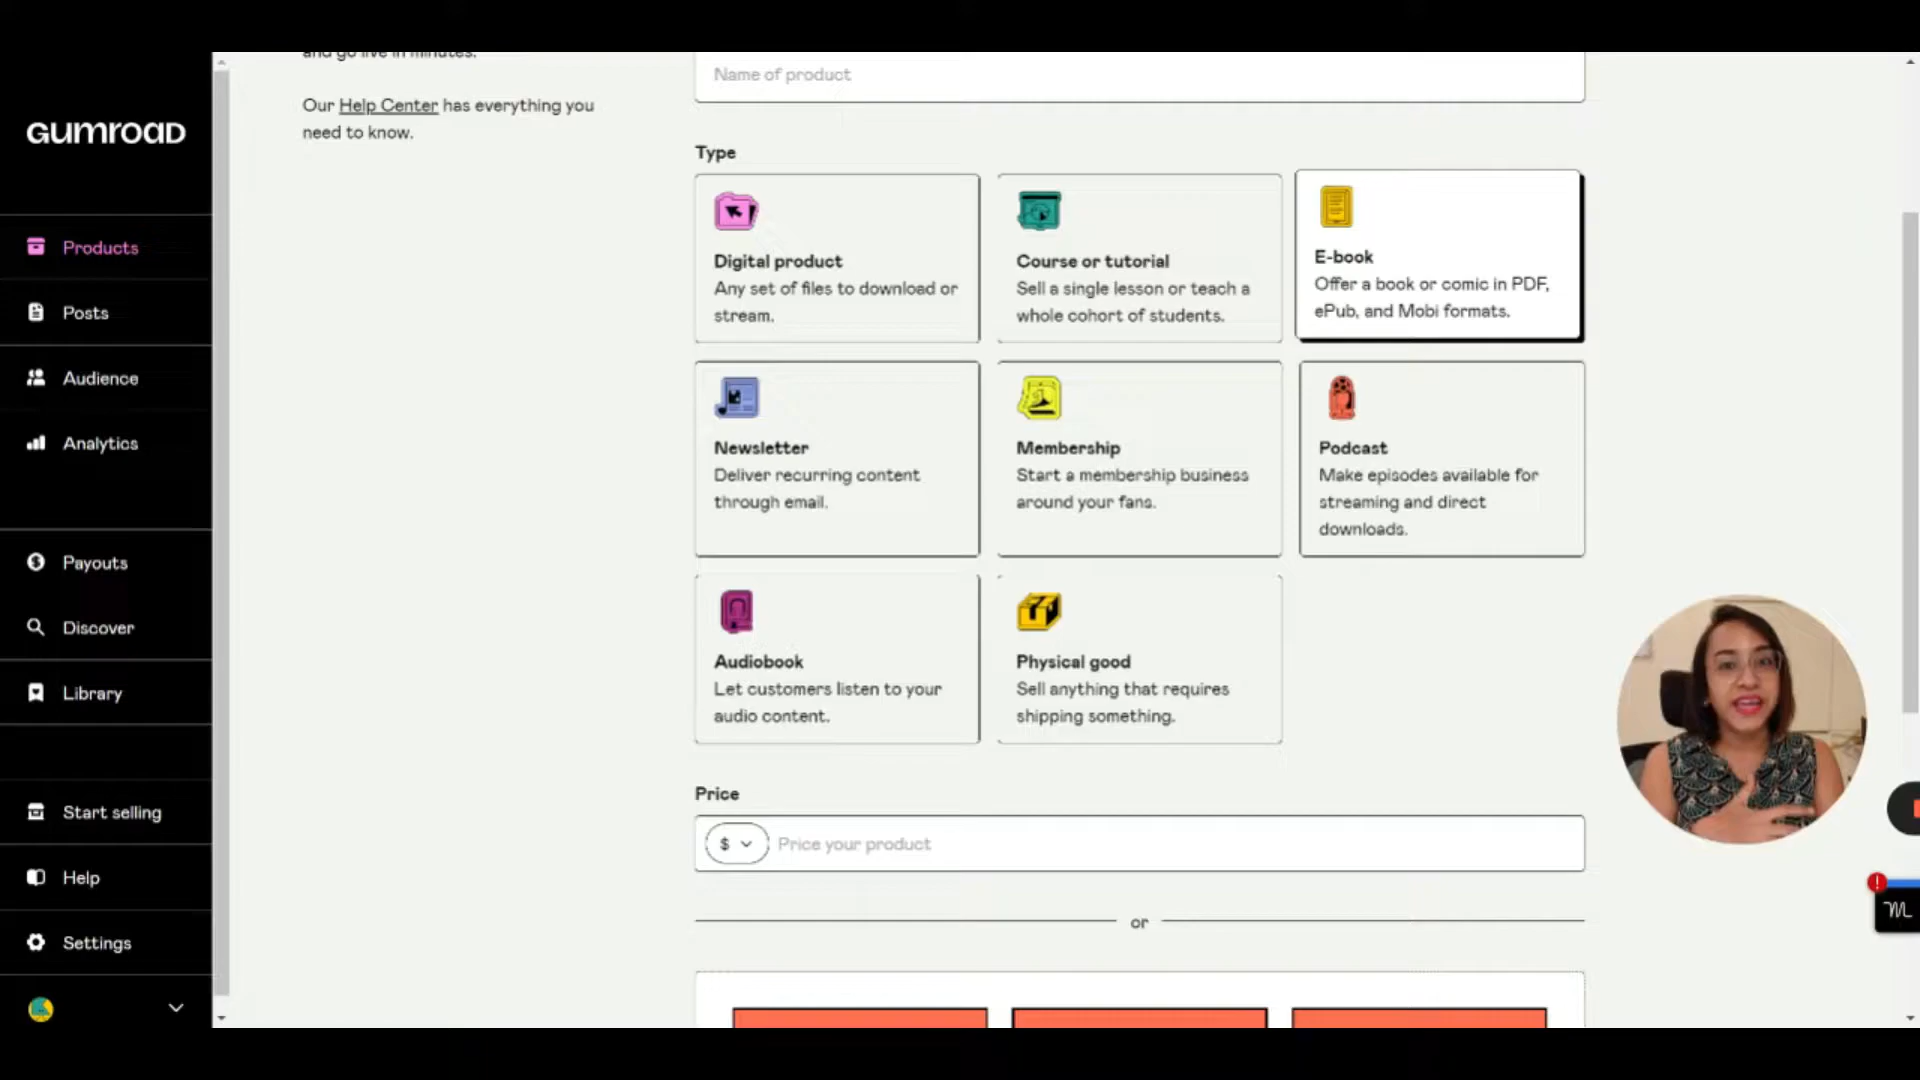 GUMROAD
Products
Posts
Audience
Analytics
Payouts
Discover
Library
Start selling
Help
Settings
and go live in minutes.
Our Help Center has everything you
need to know.
Name of product
Type
Digital product
Any set of files to download or
stream.
Course or tutorial
Sell a single lesson or teach a
whole cohort of students.
E-book
Offer a book or comic in PDF,
ePub, and Mobi formats.
Newsletter
Deliver recurring content
through email.
Membership
Start a membership business
around your fans.
Podcast
Make episodes available for
streaming and direct
downloads.
Audiobook
Let customers listen to your
audio content.
Physical good
Sell anything that requires
shipping something.
Price
$ Price your product
or
!
m